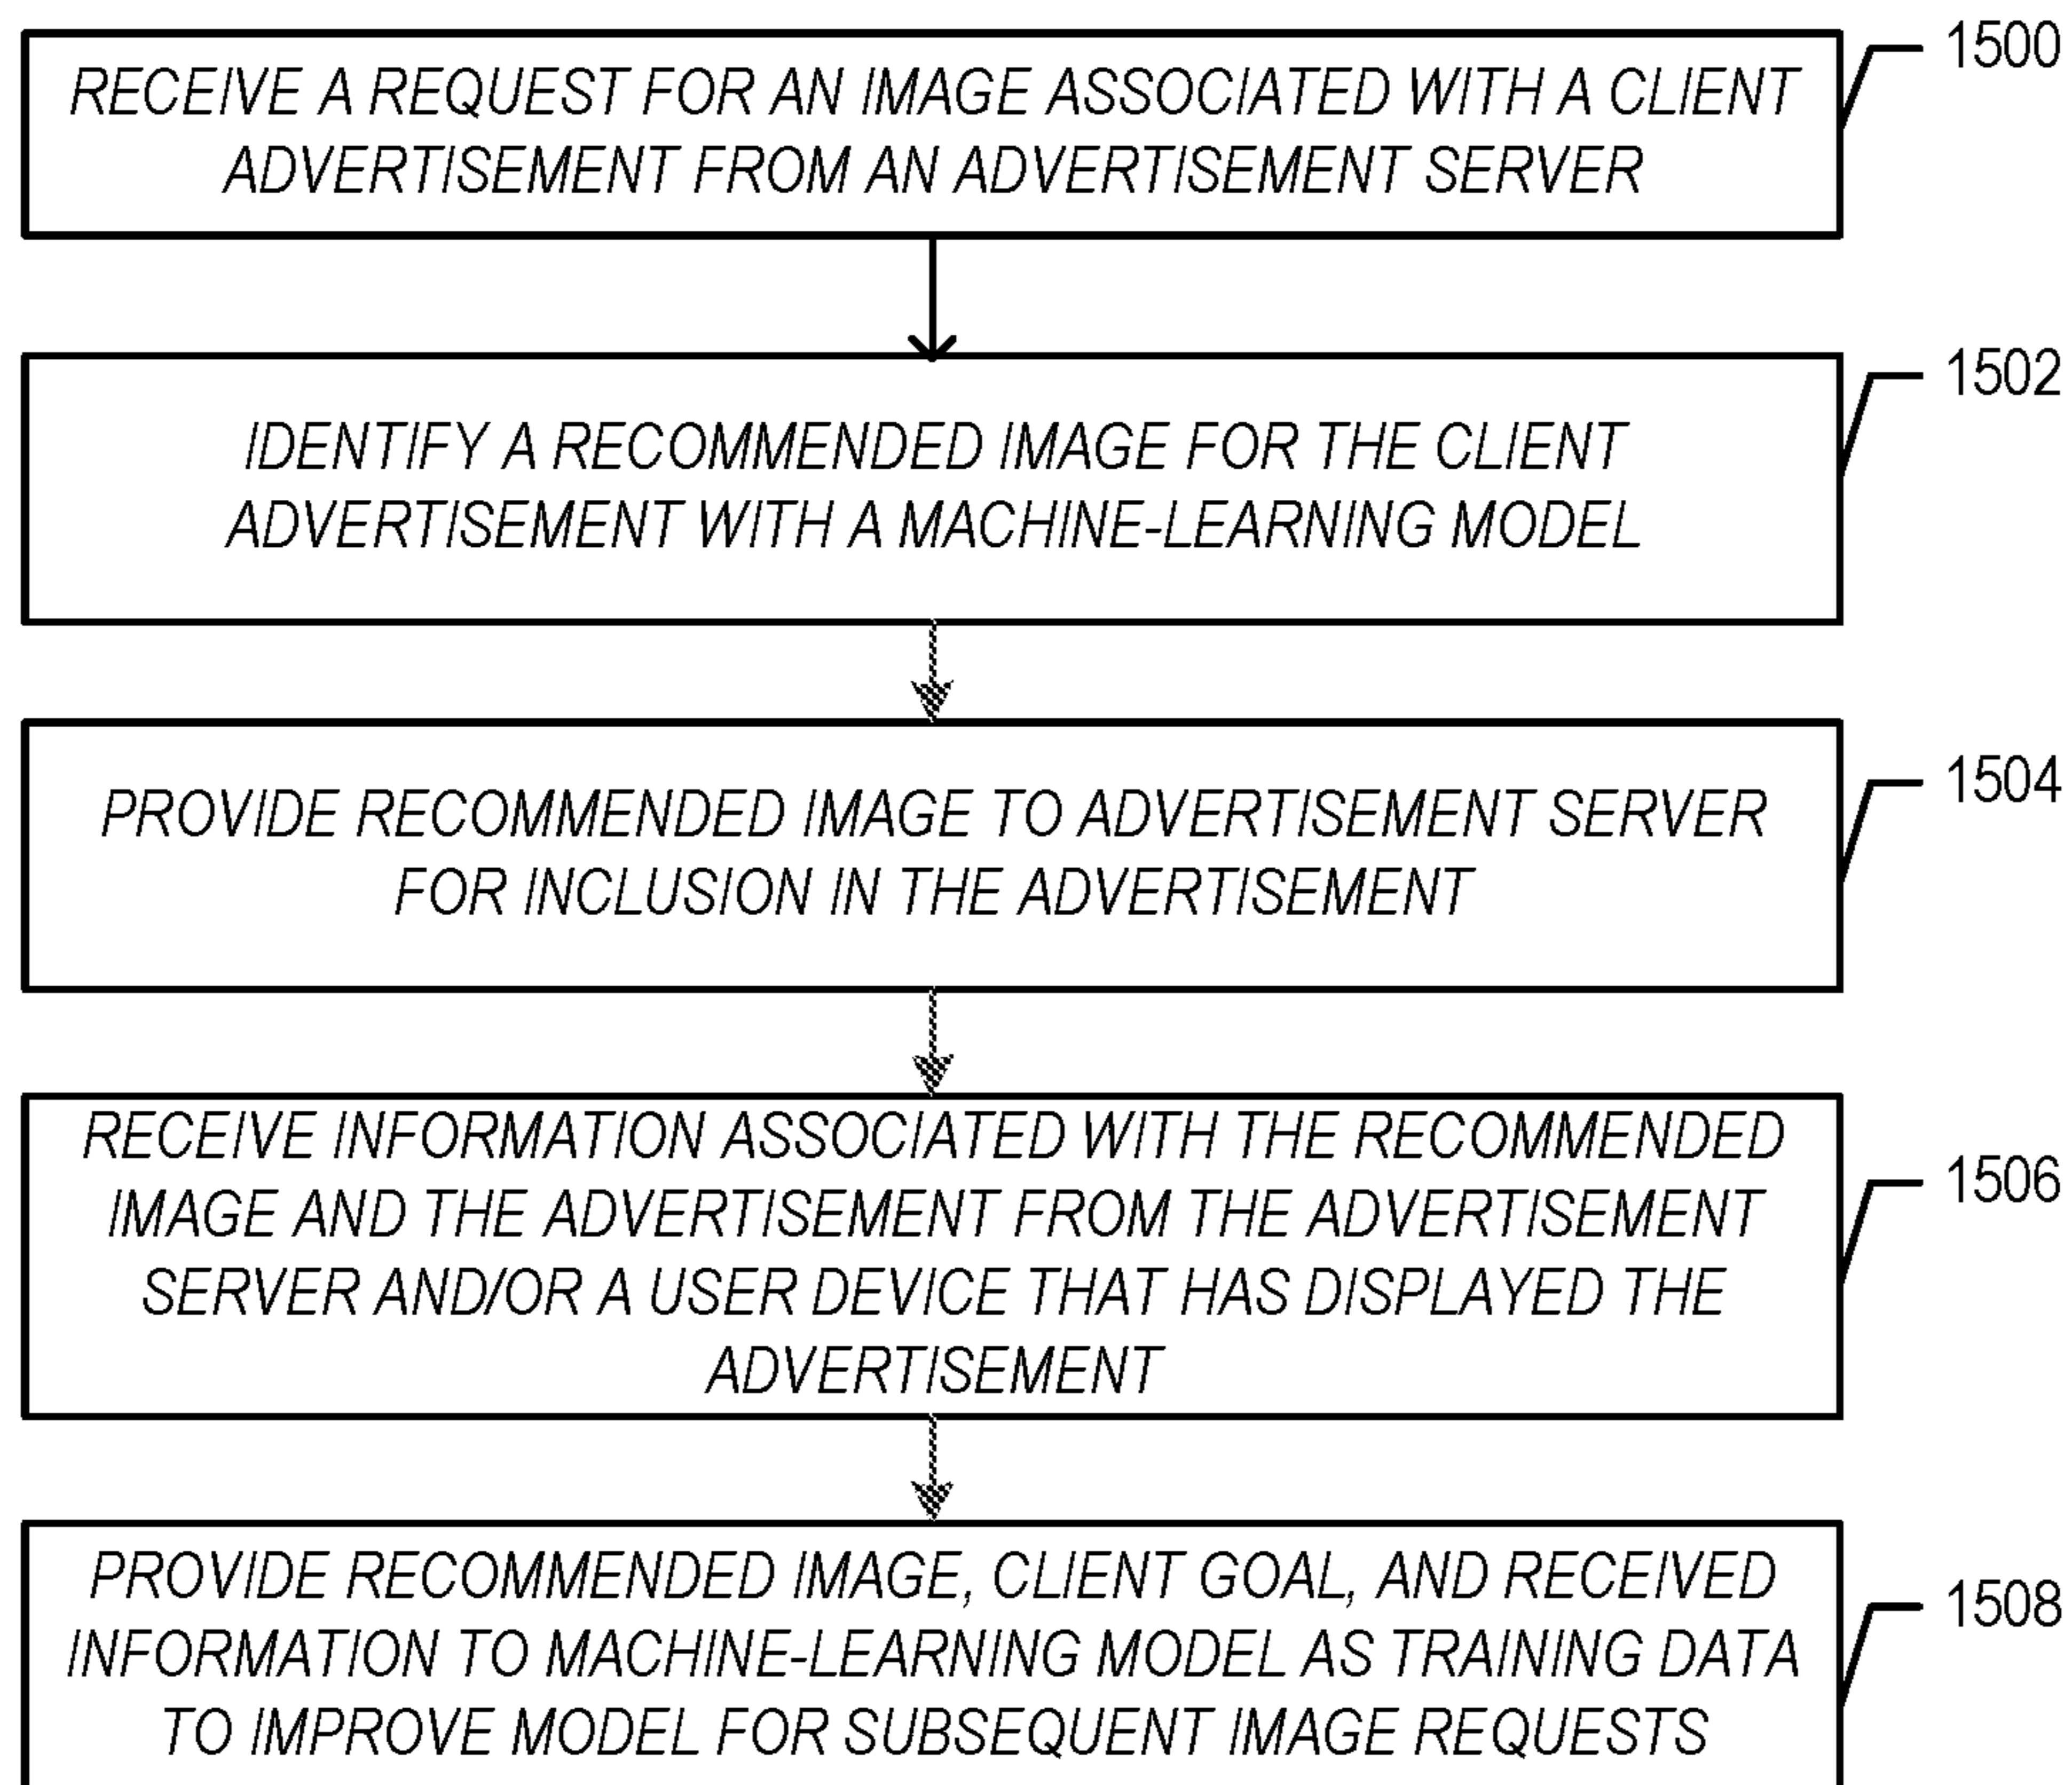 RECEIVE A REQUEST FOR AN IMAGE ASSOCIATED WITH A CLIENT
ADVERTISEMENT FROM AN ADVERTISEMENT SERVER
1500
IDENTIFY A RECOMMENDED IMAGE FOR THE CLIENT
ADVERTISEMENT WITH A MACHINE-LEARNING MODEL
1502
PROVIDE RECOMMENDED IMAGE TO ADVERTISEMENT SERVER
FOR INCLUSION IN THE ADVERTISEMENT
1504
RECEIVE INFORMATION ASSOCIATED WITH THE RECOMMENDED
IMAGE AND THE ADVERTISEMENT FROM THE ADVERTISEMENT
SERVER AND/OR A USER DEVICE THAT HAS DISPLAYED THE
ADVERTISEMENT
1506
PROVIDE RECOMMENDED IMAGE, CLIENT GOAL, AND RECEIVED
INFORMATION TO MACHINE-LEARNING MODEL AS TRAINING DATA
TO IMPROVE MODEL FOR SUBSEQUENT IMAGE REQUESTS
1508